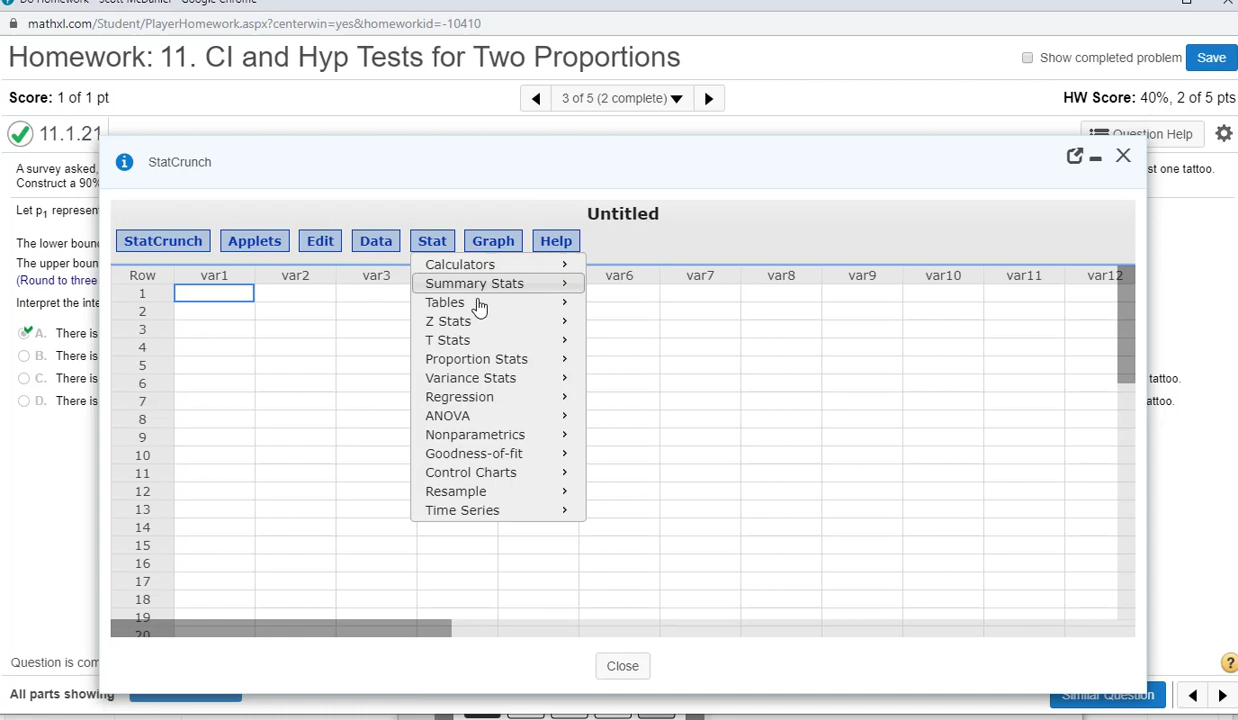 mathxl.com/Student/PlayerHomework.aspx?centerwin=yes&homeworkid=-10410
Homework: 11. CI and Hyp Tests for Two Proportions
Show completed problem
Save
Score: 1 of 1 pt
3 of 5 (2 complete)
HW Score: 40%, 2 of 5 pts
11.1.21
Question Help
A survey asked,
st one tattoo.
Construct a 90%
StatCrunch
Let p1 represen
Untitled
StatCrunch Applets Edit Data Stat Graph Help
The lower boun
The upper boun
(Round to three
Interpret the inte
A. There is
B. There is
C. There is
tattoo.
D. There is
attoo.
Calculators
Summary Stats
Tables
Z Stats
T Stats
Proportion Stats
Variance Stats
Regression
ANOVA
Nonparametrics
Goodness-of-fit
Control Charts
Resample
Time Series
Row var1 var2 var3 var6 var7 var8 var9 var10 var11 var12
1
2
3
4
5
6
7
8
9
10
11
12
13
14
15
16
17
18
19
20
Close
Question is com
?
All parts showing
Similar Question